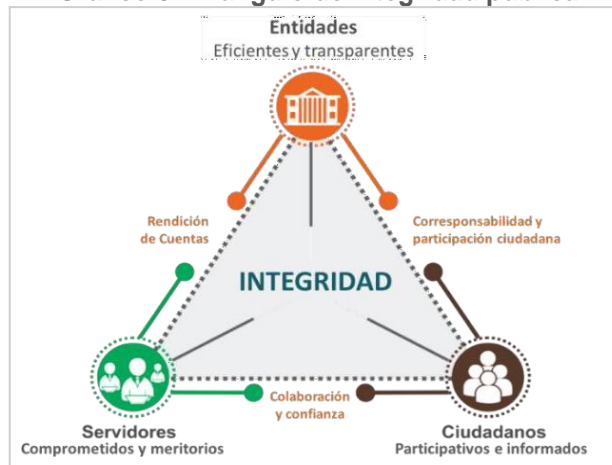 Entidades
Eficientes y transparentes
Rendición
de Cuentas
Corresponsabilidad y
participación ciudadana
INTEGRIDAD
Colaboración
y confianza
Servidores
Comprometidos y meritorios
Ciudadanos
Participativos e informados